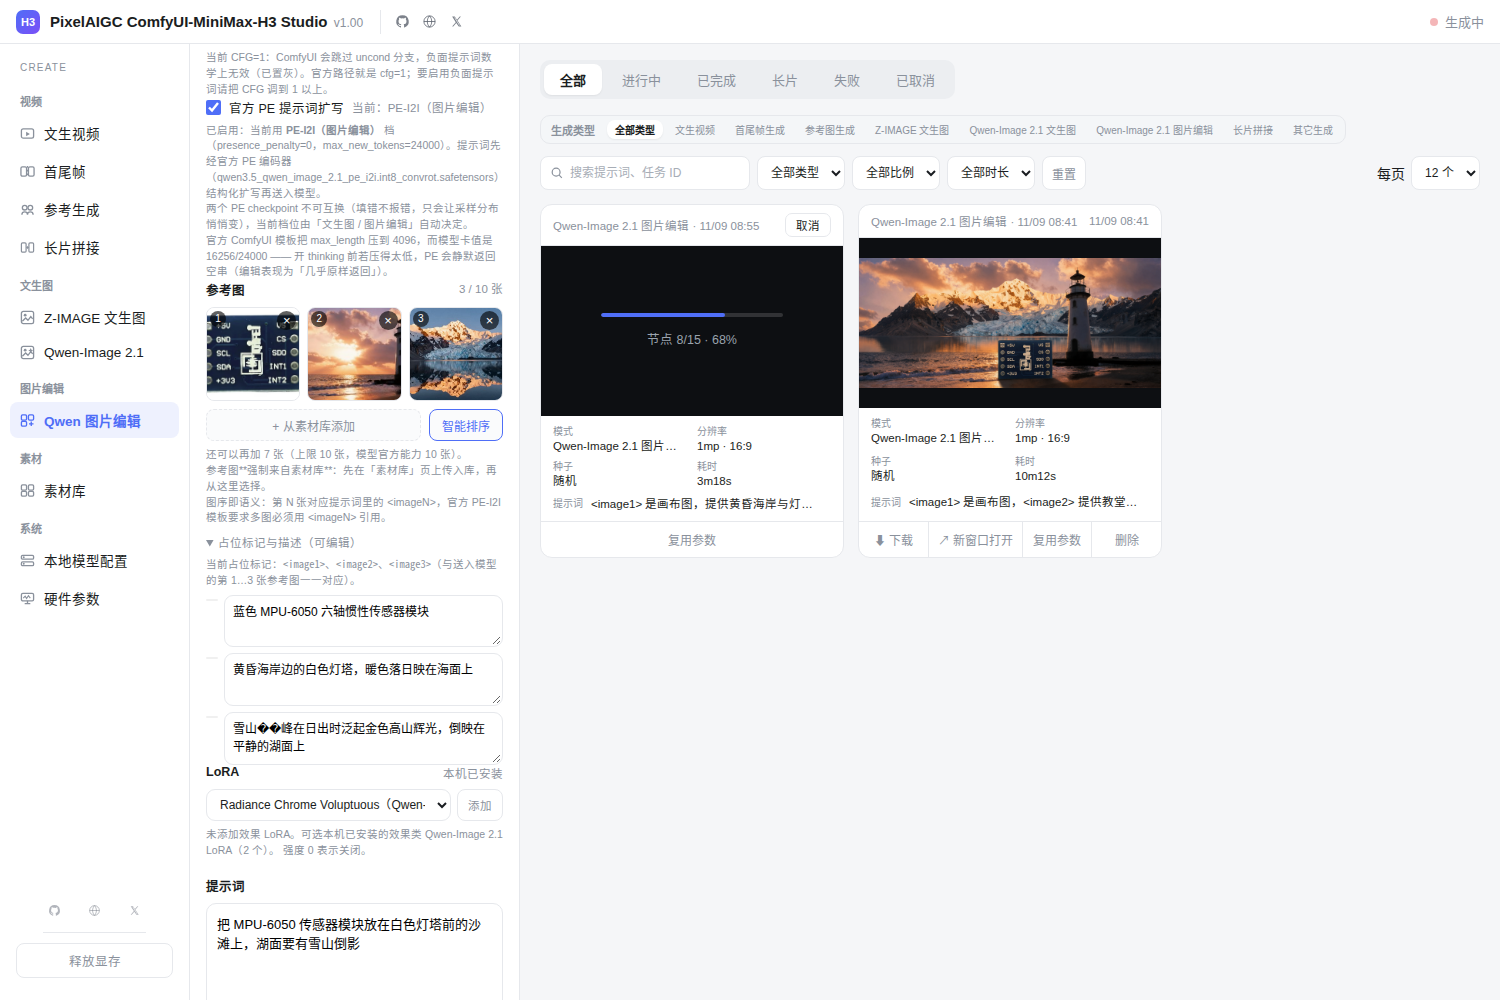 H3 PixelAIGC ComfyUI-MiniMax-H3 Studio v1.00
生成中
CREATE
视频
文生视频
首尾帧
参考生成
长片拼接
文生图
Z-IMAGE 文生图
Qwen-Image 2.1
图片编辑
Qwen 图片编辑
素材
素材库
系统
本地模型配置
硬件参数
释放显存
当前 CFG=1：ComfyUI 会跳过 uncond 分支，负面提示词数
学上无效（已置灰）。官方路径就是 cfg=1；要启用负面提示
词请把 CFG 调到 1 以上。
官方 PE 提示词扩写 当前：PE-I2I（图片编辑）
已启用：当前用 PE-I2I（图片编辑） 档
（presence_penalty=0，max_new_tokens=24000）。提示词先
经官方 PE 编码器
（qwen3.5_qwen_image_2.1_pe_i2i.int8_convrot.safetensors）
结构化扩写再送入模型。
两个 PE checkpoint 不可互换（填错不报错，只会让采样分布
悄悄变），当前档位由「文生图 / 图片编辑」自动决定。
官方 ComfyUI 模板把 max_length 压到 4096，而模型卡值是
16256/24000 —— 开 thinking 前若压得太低，PE 会静默返回
空串（编辑表现为「几乎原样返回」）。
参考图 3 / 10 张
1 × 2 × 3 ×
GND
SCL
SDA
+3V3
CS
SDO
INT1
INT2
+ 从素材库添加 智能排序
还可以再加 7 张（上限 10 张，模型官方能力 10 张）。
参考图**强制来自素材库**：先在「素材库」页上传入库，再
从这里选择。
图序即语义：第 N 张对应提示词里的 <imageN>，官方 PE-I2I
模板要求多图必须用 <imageN> 引用。
▼ 占位标记与描述（可编辑）
当前占位标记：<image1>、<image2>、<image3>（与送入模型
的第 1…3 张参考图一一对应）。
蓝色 MPU-6050 六轴惯性传感器模块
黄昏海岸边的白色灯塔，暖色落日映在海面上
雪山��峰在日出时泛起金色高山辉光，倒映在
平静的湖面上
LoRA 本机已安装
Radiance Chrome Voluptuous（Qwen- 添加
未添加效果 LoRA。可选本机已安装的效果类 Qwen-Image 2.1
LoRA（2 个）。 强度 0 表示关闭。
提示词
把 MPU-6050 传感器模块放在白色灯塔前的沙
滩上，湖面要有雪山倒影
全部 进行中 已完成 长片 失败 已取消
生成类型 全部类型 文生视频 首尾帧生成 参考图生成 Z-IMAGE 文生图 Qwen-Image 2.1 文生图 Qwen-Image 2.1 图片编辑 长片拼接 其它生成
搜索提示词、任务 ID 全部类型 全部比例 全部时长 重置 每页 12 个
Qwen-Image 2.1 图片编辑 · 11/09 08:55 取消
节点 8/15 · 68%
模式 分辨率
Qwen-Image 2.1 图片… 1mp · 16:9
种子 耗时
随机 3m18s
提示词 <image1> 是画布图，提供黄昏海岸与灯…
复用参数
Qwen-Image 2.1 图片编辑 · 11/09 08:41 11/09 08:41
模式 分辨率
Qwen-Image 2.1 图片… 1mp · 16:9
种子 耗时
随机 10m12s
提示词 <image1> 是画布图，<image2> 提供教堂…
下载 ↗ 新窗口打开 复用参数 删除